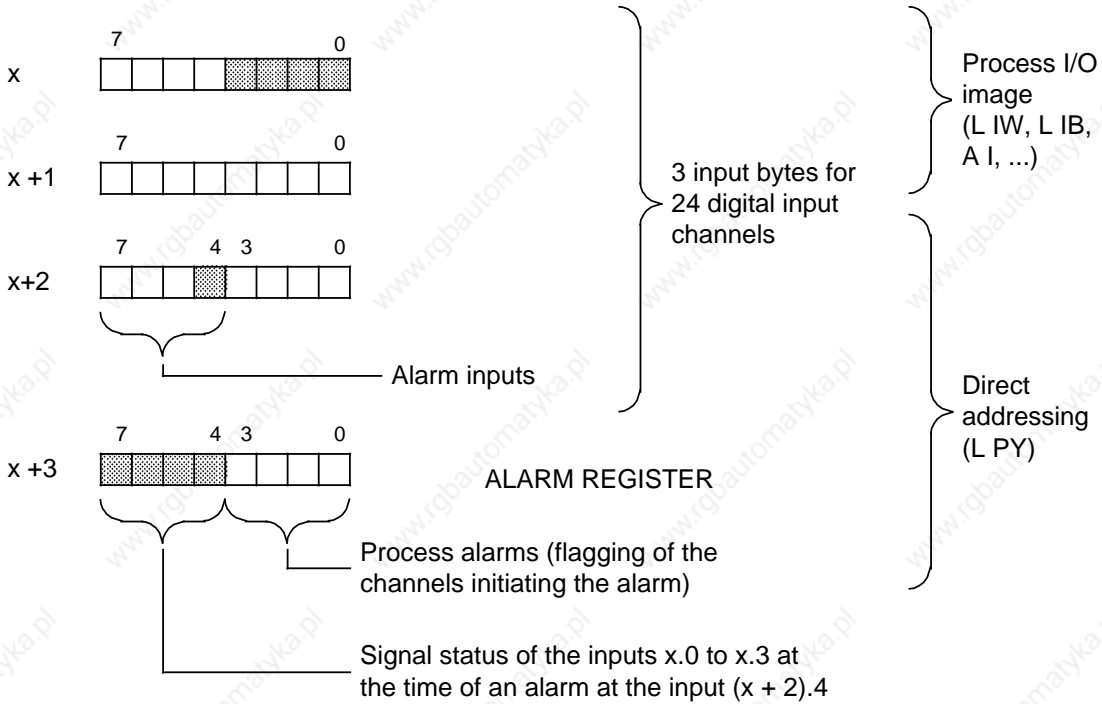 7 0
x
7 0
x +1
7 4 3 0
x+2
Alarm inputs
7 4 3 0
x +3
ALARM REGISTER
Process alarms (flagging of the
channels initiating the alarm)
Signal status of the inputs x.0 to x.3 at
the time of an alarm at the input (x + 2).4
3 input bytes for
24 digital input
channels
Process I/O
image
(L IW, L IB,
A I, ...)
Direct
addressing
(L PY)
www.rgbautomatyka.pl